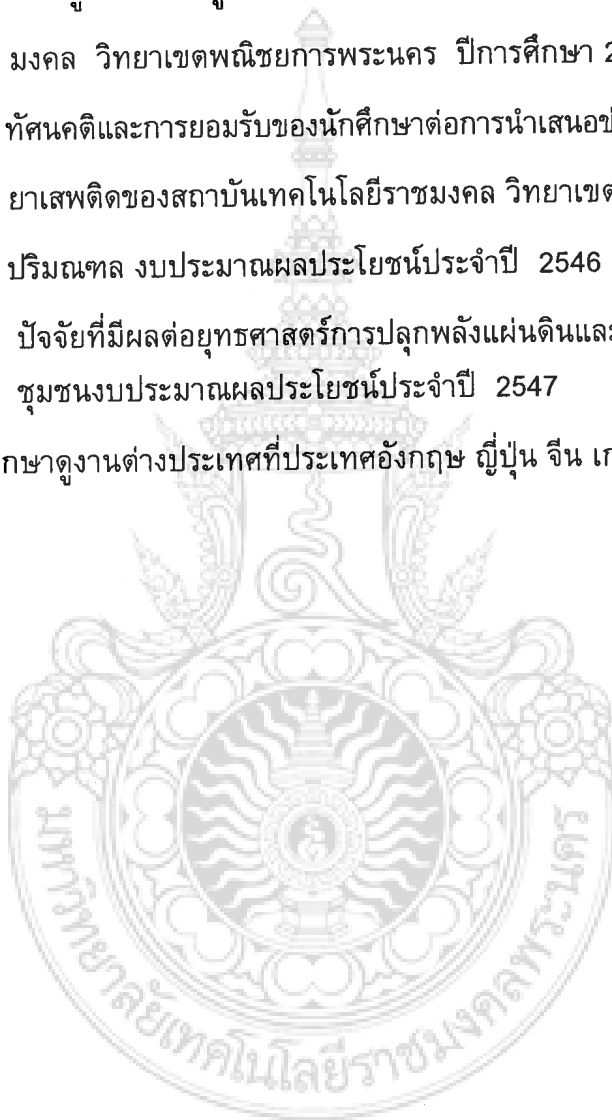 มงคล วิทยาเขตพณิชยการพระนคร ปีการศึกษา 2
ทัศนคติและการยอมรับของนักศึกษาต่อการนำเสนอข่
ยาเสพติดของสถาบันเทคโนโลยีราชมงคล วิทยาเขต
ปริมณฑล งบประมาณผลประโยชน์ประจำปี 2546
ปัจจัยที่มีผลต่อยุทธศาสตร์การปลุกพลังแผ่นดินและ
ชุมชนงบประมาณผลประโยชน์ประจำปี 2547
กษาดูงานต่างประเทศที่ประเทศอังกฤษ ญี่ปุ่น จีน เก
มหาวิทยาลัยเทคโนโลยีราชมงคลพระนคร